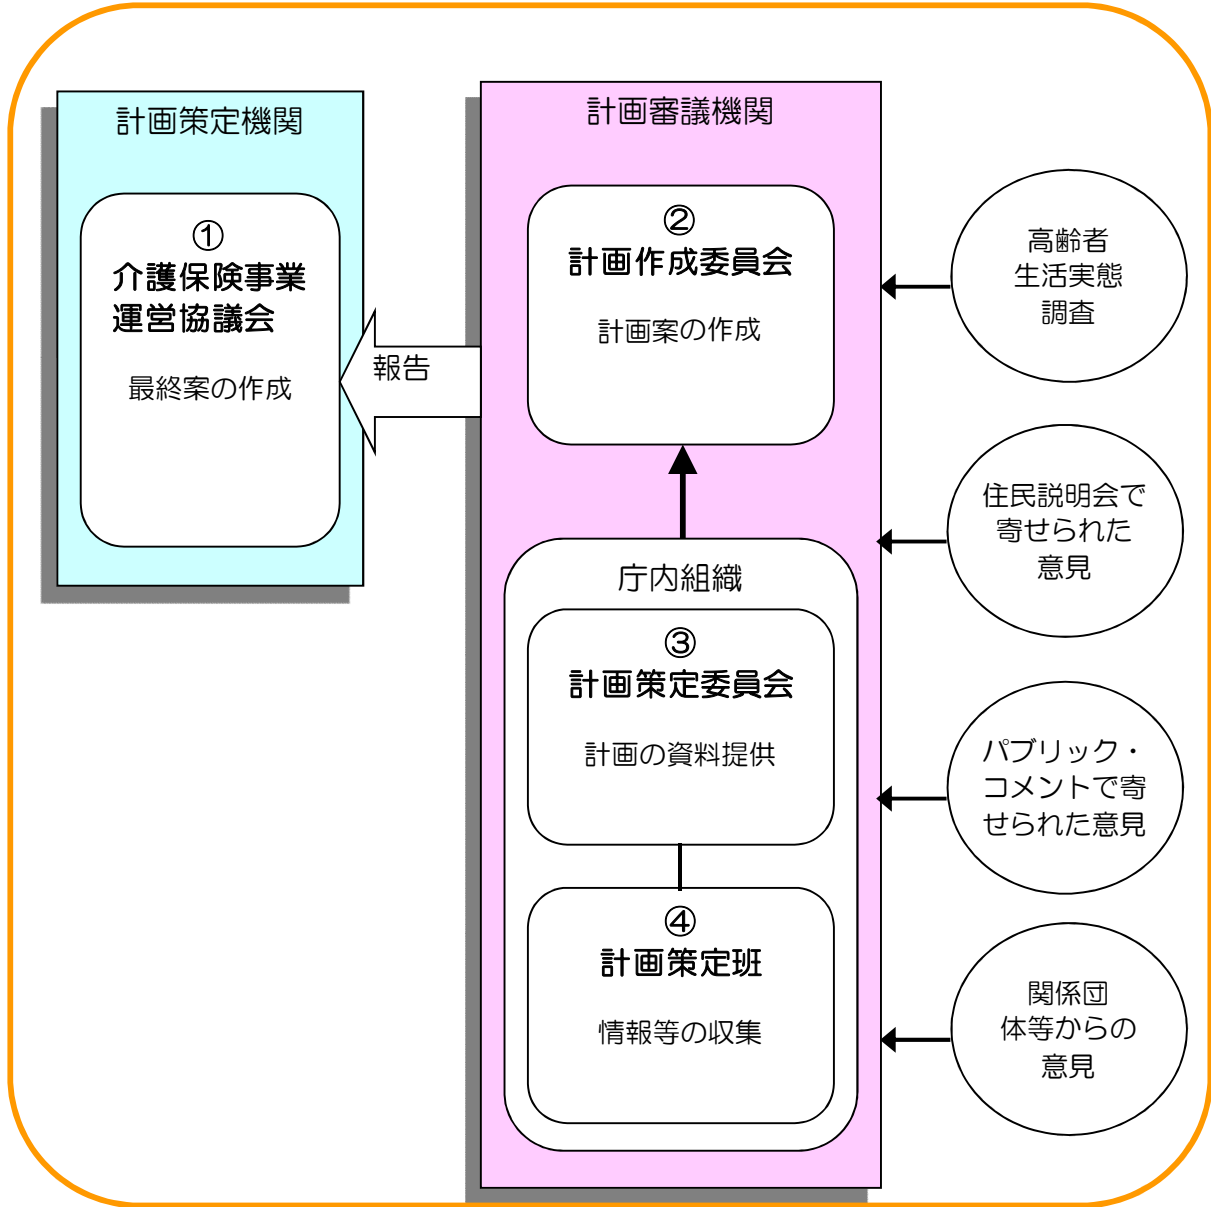 計画策定機関
①
介護保険事業
運営協議会
最終案の作成
報告
計画審議機関
②
計画作成委員会
計画案の作成
庁内組織
③
計画策定委員会
計画の資料提供
④
計画策定班
情報等の収集
高齢者
生活実態
調査
住民説明会で
寄せられた
意見
パブリック・
コメントで寄
せられた意見
関係団
体等からの
意見